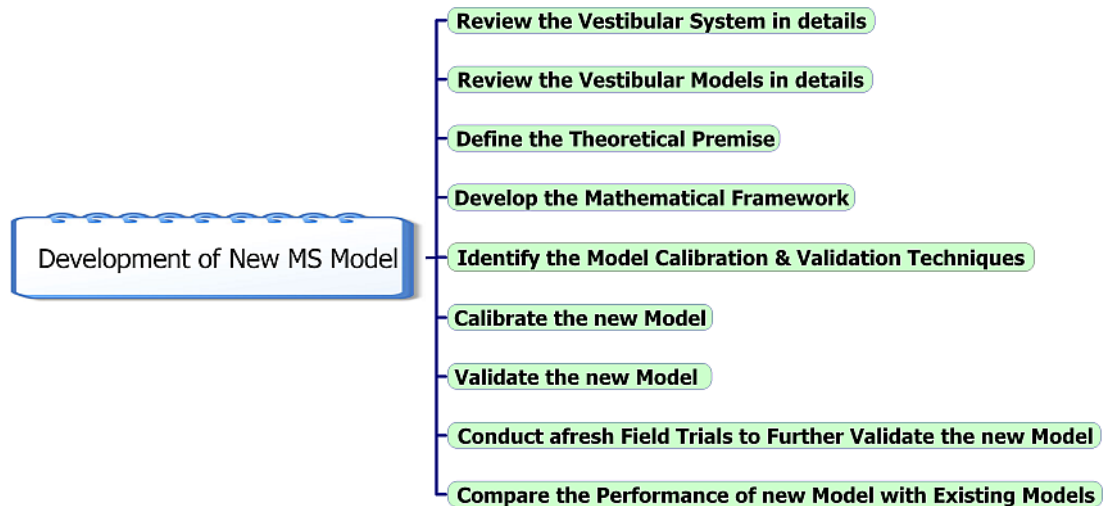 Review the Vestibular System in details
Review the Vestibular Models in details
Define the Theoretical Premise
Develop the Mathematical Framework
Development of New MS Model
Identify the Model Calibration & Validation Techniques
Calibrate the new Model
Validate the new Model
Conduct afresh Field Trials to Further Validate the new Model
Compare the Performance of new Model with Existing Models